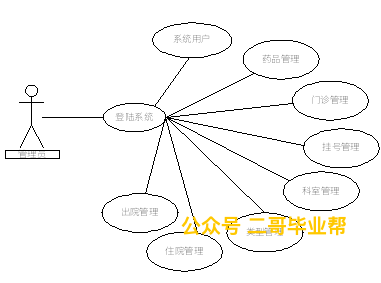 系统用户
药品管理
门诊管理
登陆系统
挂号管理
管理员
科室管理
出院管理
类型管理
住院管理
公众号 二哥毕业帮